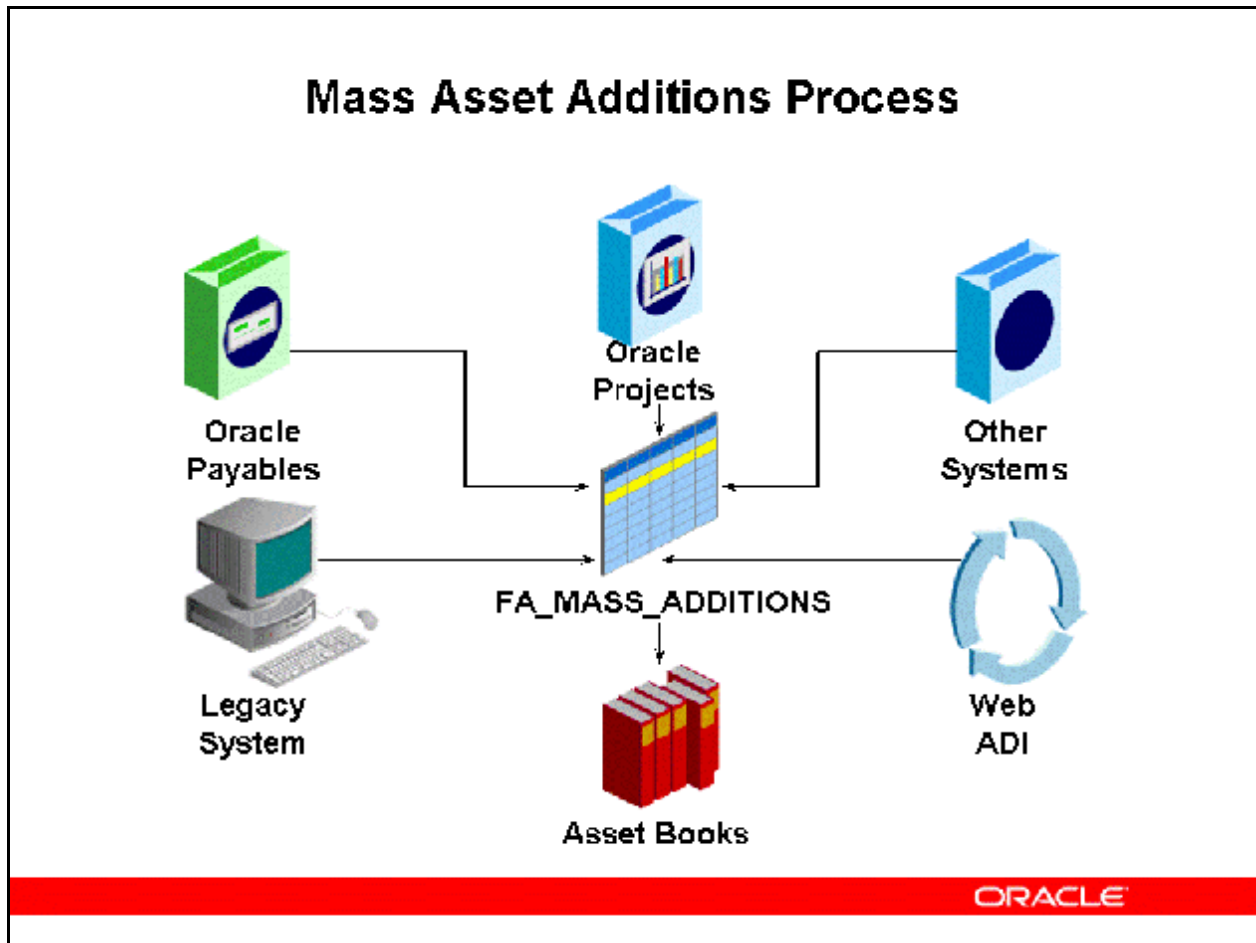 Mass Asset Additions Process
Oracle
Projects
Oracle
Payables
Other
Systems
FA_MASS_ADDITIONS
Legacy
System
Web
ADI
Asset Books
ORACLE